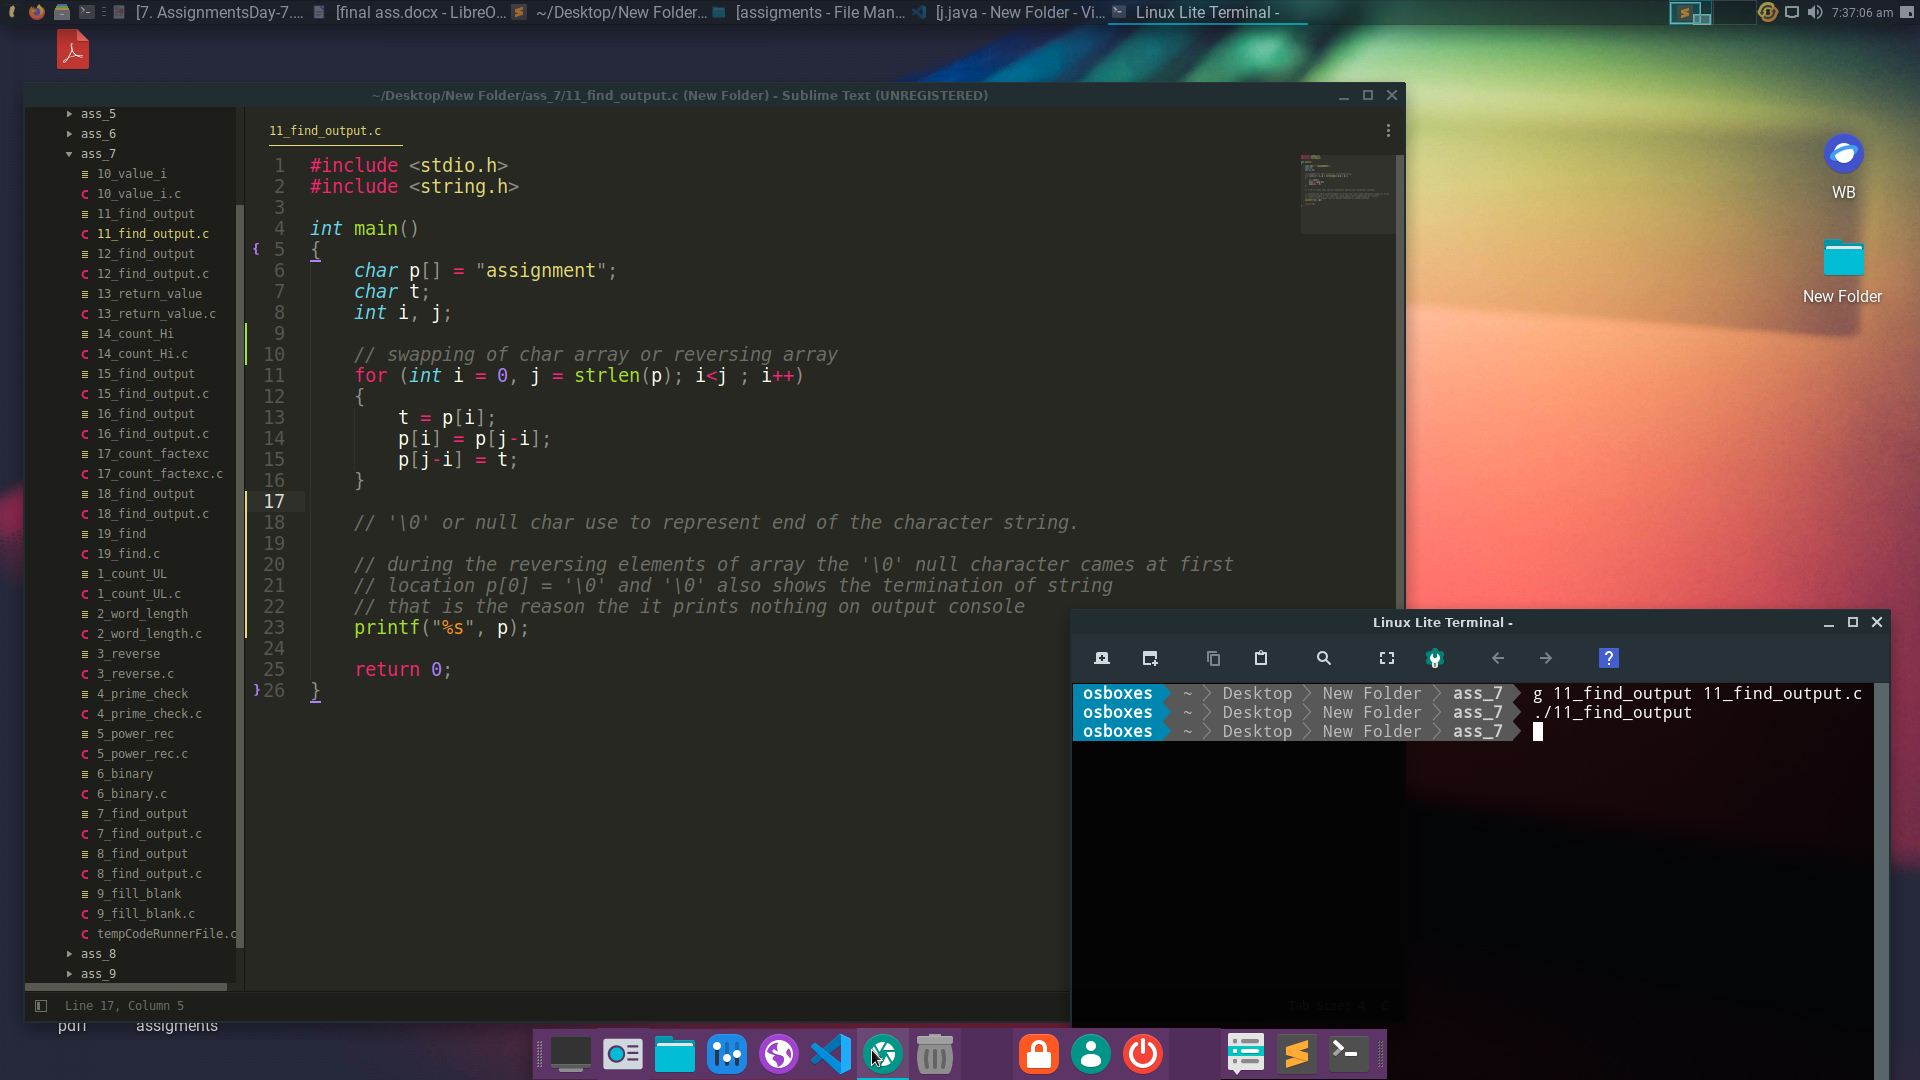 [7. AssignmentsDay-7.... [final ass.docx - LibreO... ~/Desktop/New Folder... [assigments - File Man... [j.java - New Folder - Vi... Linux Lite Terminal - 7:37:06 am
WB
New Folder
~/Desktop/New Folder/ass_7/11_find_output.c (New Folder) - Sublime Text (UNREGISTERED)
ass_5
ass_6
ass_7
10_value_i
10_value_i.c
11_find_output
11_find_output.c
12_find_output
12_find_output.c
13_return_value
13_return_value.c
14_count_Hi
14_count_Hi.c
15_find_output
15_find_output.c
16_find_output
16_find_output.c
17_count_factexc
17_count_factexc.c
18_find_output
18_find_output.c
19_find
19_find.c
1_count_UL
1_count_UL.c
2_word_length
2_word_length.c
3_reverse
3_reverse.c
4_prime_check
4_prime_check.c
5_power_rec
5_power_rec.c
6_binary
6_binary.c
7_find_output
7_find_output.c
8_find_output
8_find_output.c
9_fill_blank
9_fill_blank.c
tempCodeRunnerFile.c
ass_8
ass_9
11_find_output.c
1 #include <stdio.h>
2 #include <string.h>
3
4 int main()
{ 5 {
6 char p[] = "assignment";
7 char t;
8 int i, j;
9
10 // swapping of char array or reversing array
11 for (int i = 0, j = strlen(p); i<j ; i++)
12 {
13 t = p[i];
14 p[i] = p[j-i];
15 p[j-i] = t;
16 }
17
18 // '\0' or null char use to represent end of the character string.
19
20 // during the reversing elements of array the '\0' null character cames at first
21 // location p[0] = '\0' and '\0' also shows the termination of string
22 // that is the reason the it prints nothing on output console
23 printf("%s", p);
24
25 return 0;
}26 }
Line 17, Column 5
Tab Size: 4 C
Linux Lite Terminal -
osboxes ~ Desktop New Folder ass_7 g 11_find_output 11_find_output.c
osboxes ~ Desktop New Folder ass_7 ./11_find_output
osboxes ~ Desktop New Folder ass_7
assigments